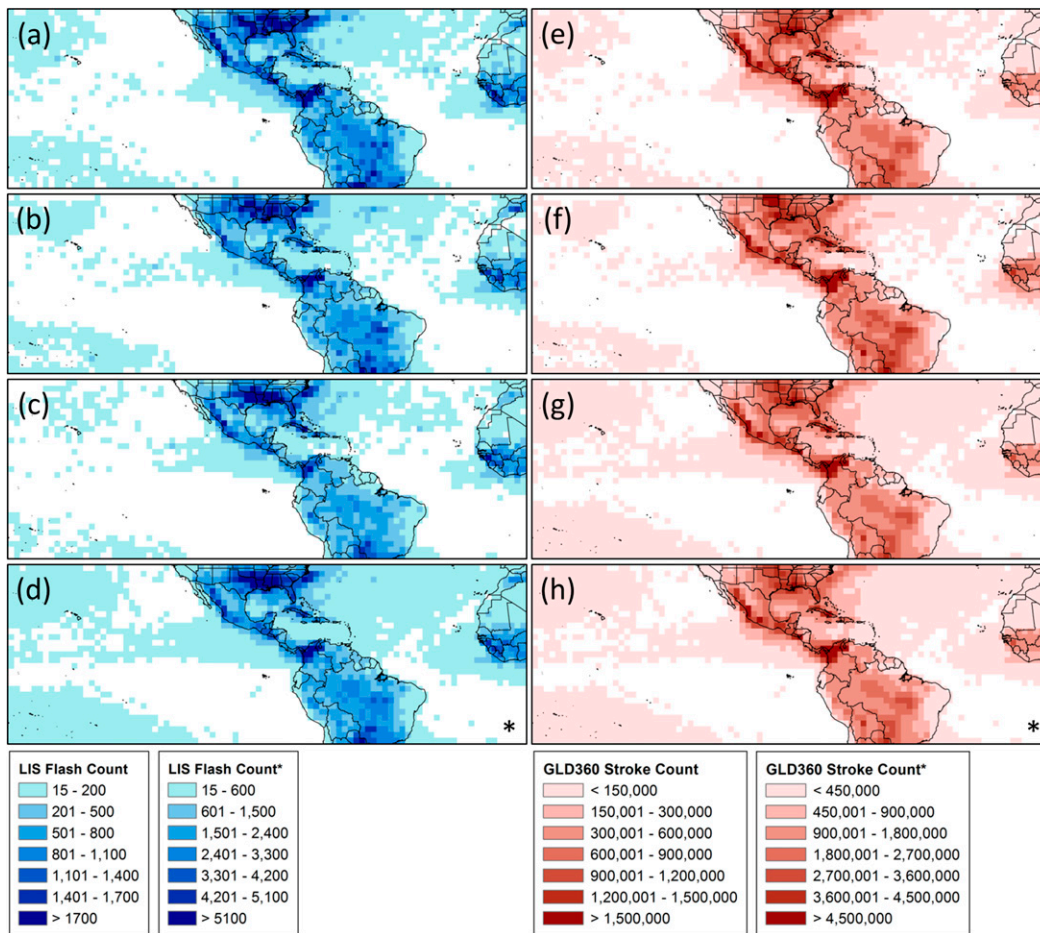 (a)
(e)
(b)
(f)
(c)
(g)
(d)
(h)
*
*
LIS Flash Count
15 - 200
201 - 500
501 - 800
801 - 1,100
1,101 - 1,400
1,401 - 1,700
> 1700
LIS Flash Count*
15 - 600
601 - 1,500
1,501 - 2,400
2,401 - 3,300
3,301 - 4,200
4,201 - 5,100
> 5100
GLD360 Stroke Count
< 150,000
150,001 - 300,000
300,001 - 600,000
600,001 - 900,000
900,001 - 1,200,000
1,200,001 - 1,500,000
> 1,500,000
GLD360 Stroke Count*
< 450,000
450,001 - 900,000
900,001 - 1,800,000
1,800,001 - 2,700,000
2,700,001 - 3,600,000
3,600,001 - 4,500,000
> 4,500,000